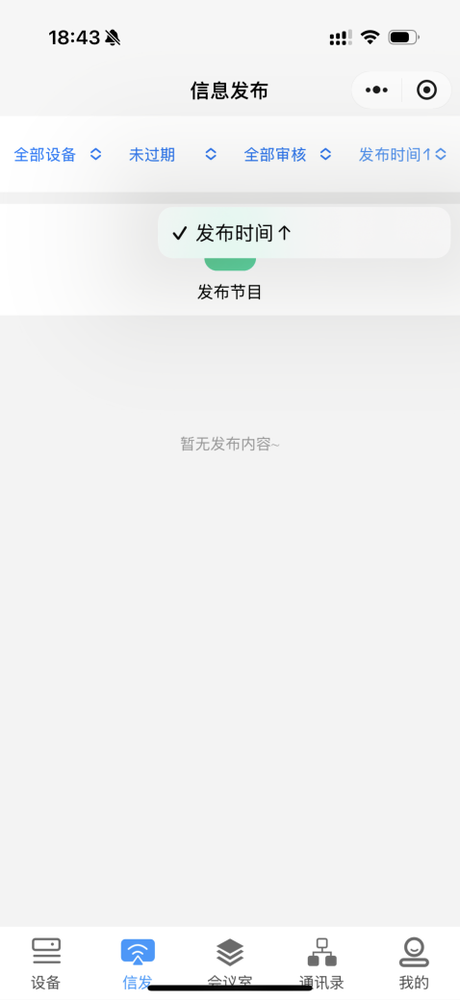 18:43
信息发布
全部设备 未过期 全部审核 发布时间↑
✓ 发布时间↑
发布节目
暂无发布内容~
设备 信发 会议室 通讯录 我的